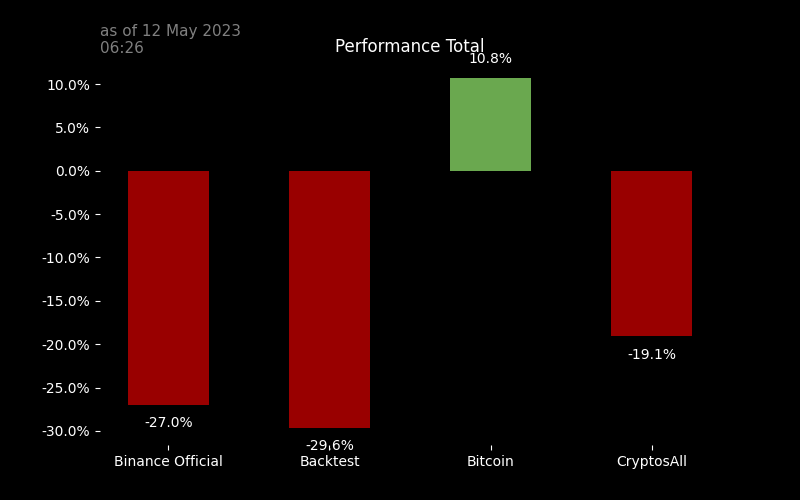 as of 12 May 2023
06:26
Performance Total
10.8%
10.0%
5.0%
0.0%
-5.0%
-10.0%
-15.0%
-20.0%
-25.0%
-30.0%
-19.1%
-27.0%
-29.6%
Binance Official
Backtest
Bitcoin
CryptosAll